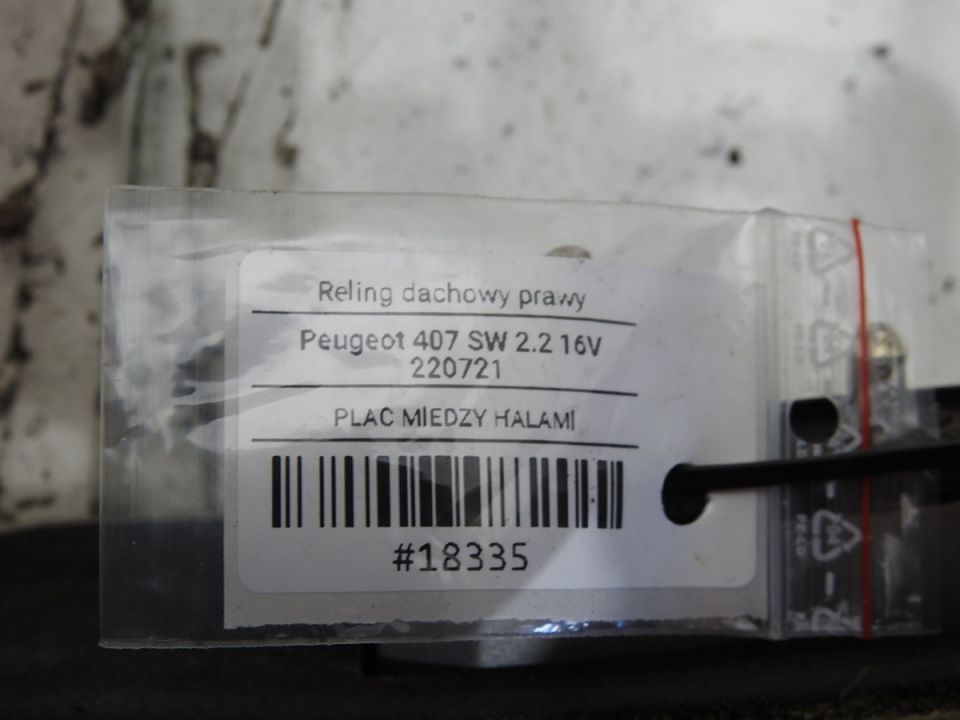 Reling dachowy prawy
Peugeot 407 SW 2.2 16V
220721
PLAC MIEDZY HALAMI
#18335